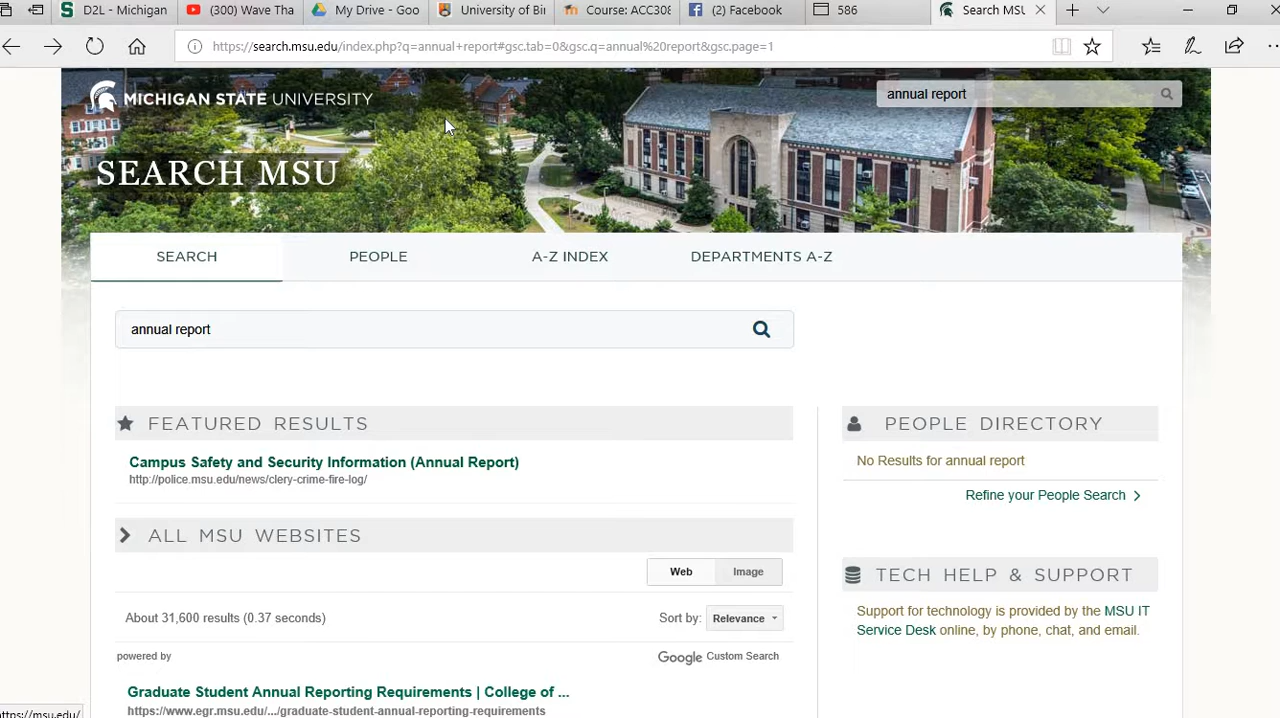 D2L - Michigan
(300) Wave Tha
My Drive - Goo
University of Bir
Course: ACC308
(2) Facebook
586
Search MSU
https://search.msu.edu/index.php?q=annual+report#gsc.tab=0&gsc.q=annual%20report&gsc.page=1
MICHIGAN STATE UNIVERSITY
annual report
SEARCH MSU
SEARCH PEOPLE A-Z INDEX DEPARTMENTS A-Z
annual report
FEATURED RESULTS
Campus Safety and Security Information (Annual Report)
http://police.msu.edu/news/clery-crime-fire-log/
ALL MSU WEBSITES
Web Image
About 31,600 results (0.37 seconds)
Sort by: Relevance
powered by
Google Custom Search
Graduate Student Annual Reporting Requirements | College of ...
https://www.egr.msu.edu/.../graduate-student-annual-reporting-requirements
PEOPLE DIRECTORY
No Results for annual report
Refine your People Search
TECH HELP & SUPPORT
Support for technology is provided by the MSU IT
Service Desk online, by phone, chat, and email.
https://msu.edu/